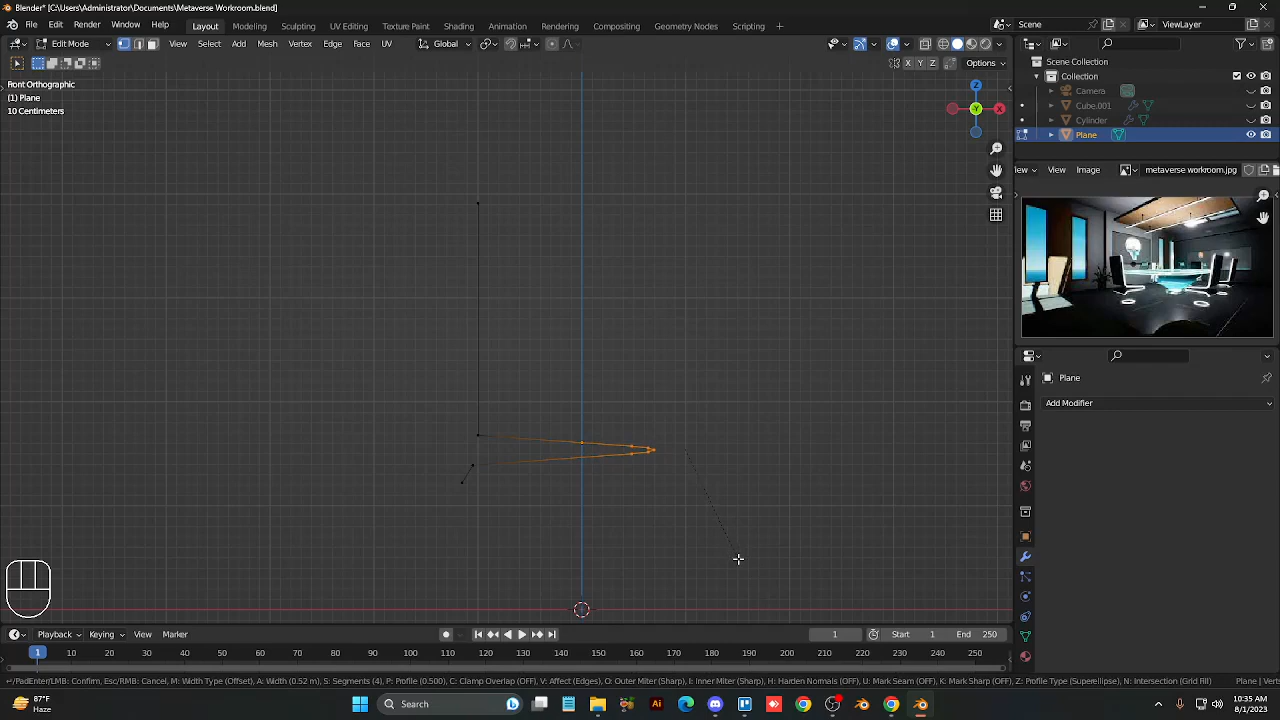 Blender* [C:\Users\Administrator\Documents\Metaverse Workroom.blend]
File Edit Render Window Help Layout Modeling Sculpting UV Editing Texture Paint Shading Animation Rendering Compositing Geometry Nodes Scripting Scene ViewLayer
Edit Mode View Select Add Mesh Vertex Edge Face UV Global
X Y Z Options
Front Orthographic
(1) Plane
10 Centimeters
Z
Y
X
Scene Collection
Collection
Camera
Cube.001
Cylinder
Plane
iew View Image metaverse workroom.jpg
Plane
Add Modifier
Playback Keying View Marker 1 Start 1 End 250
1 10 20 30 40 50 60 70 80 90 100 110 120 130 140 150 160 170 180 190 200 210 220 230 240 250
LMB: Confirm, Esc/RMB: Cancel, M: Width Type (Offset), A: Width (0.52 m), S: Segments (4), P: Profile (0.500), C: Clamp Overlap (OFF), V: Affect (Edges), O: Outer Miter (Sharp), I: Inner Miter (Sharp), H: Harden Normals (OFF), U: Mark Seam (OFF), K: Mark Sharp (OFF), Z: Profile Type (Superellipse), N: Intersection (Grid Fill) Plane | Verts
87°F
Haze
Search
10:35 AM
8/1/2023